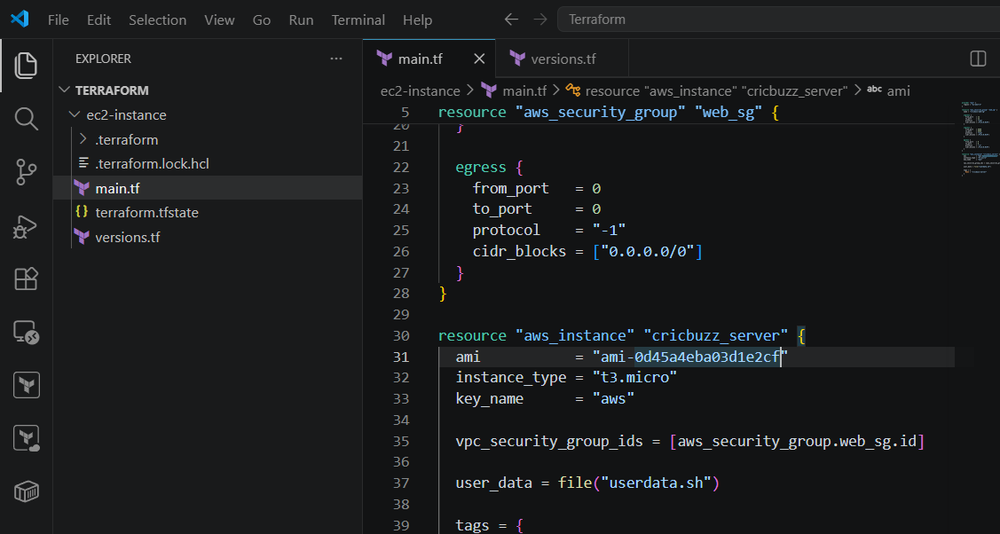 File Edit Selection View Go Run Terminal Help
Terraform
EXPLORER
TERRAFORM
ec2-instance
.terraform
.terraform.lock.hcl
main.tf
{} terraform.tfstate
versions.tf
main.tf
versions.tf
ec2-instance > main.tf > resource "aws_instance" "cricbuzz_server" > abc ami
5 resource "aws_security_group" "web_sg" {
20 }
21
22 egress {
23 from_port = 0
24 to_port = 0
25 protocol = "-1"
26 cidr_blocks = ["0.0.0.0/0"]
27 }
28 }
29
30 resource "aws_instance" "cricbuzz_server" {
31 ami = "ami-0d45a4eba03d1e2cf"
32 instance_type = "t3.micro"
33 key_name = "aws"
34
35 vpc_security_group_ids = [aws_security_group.web_sg.id]
36
37 user_data = file("userdata.sh")
38
39 tags = {